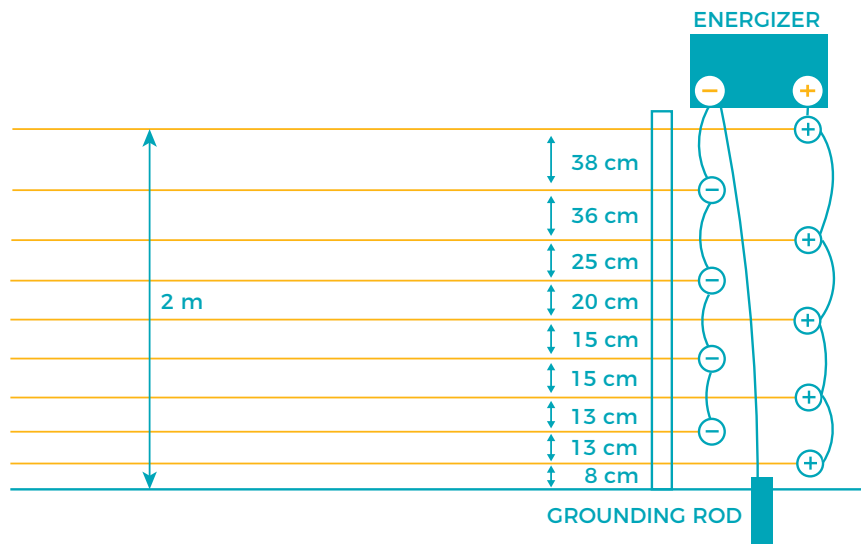 ENERGIZER
− +
+
38 cm
−
36 cm
+
25 cm
−
2 m
20 cm
+
15 cm
−
15 cm
+
13 cm
−
13 cm
+
8 cm
GROUNDING ROD